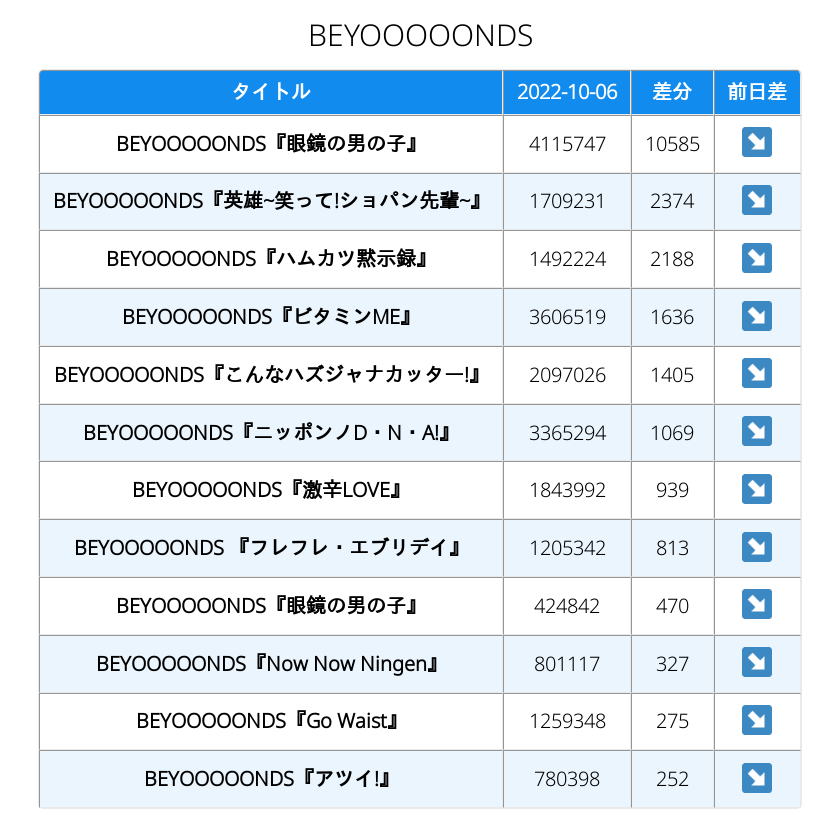 BEYOOOOONDS
タイトル 2022-10-06 差分 前日差
BEYOOOOONDS『眼鏡の男の子』 4115747 10585 ↘
BEYOOOOONDS『英雄~笑って!ショパン先輩~』 1709231 2374 ↘
BEYOOOOONDS『ハムカツ黙示録』 1492224 2188 ↘
BEYOOOOONDS『ビタミンME』 3606519 1636 ↘
BEYOOOOONDS『こんなハズジャナカッター!』 2097026 1405 ↘
BEYOOOOONDS『ニッポンノD・N・A!』 3365294 1069 ↘
BEYOOOOONDS『激辛LOVE』 1843992 939 ↘
BEYOOOOONDS 『フレフレ・エブリデイ』 1205342 813 ↘
BEYOOOOONDS『眼鏡の男の子』 424842 470 ↘
BEYOOOOONDS『Now Now Ningen』 801117 327 ↘
BEYOOOOONDS『Go Waist』 1259348 275 ↘
BEYOOOOONDS『アツイ!』 780398 252 ↘